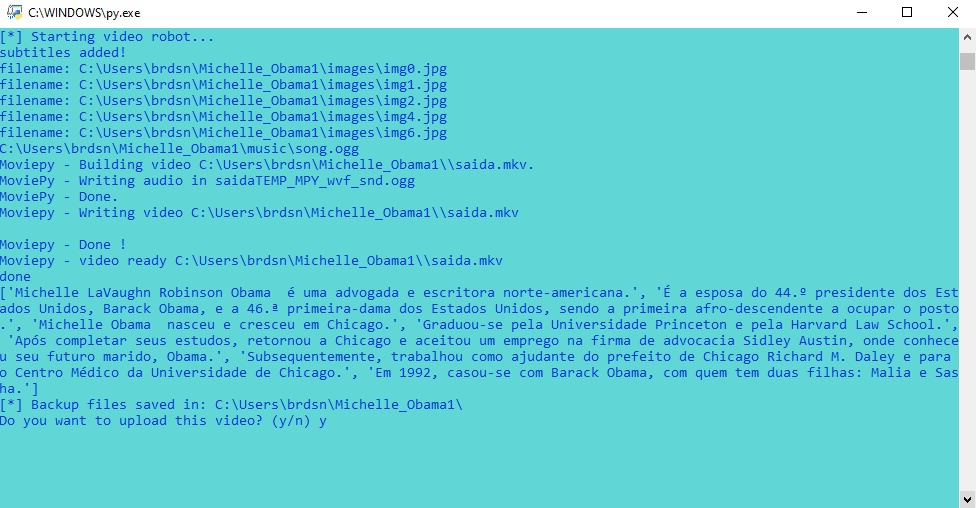 C:\WINDOWS\py.exe
[*] Starting video robot...
subtitles added!
filename: C:\Users\brdsn\Michelle_Obama1\images\img0.jpg
filename: C:\Users\brdsn\Michelle_Obama1\images\img1.jpg
filename: C:\Users\brdsn\Michelle_Obama1\images\img2.jpg
filename: C:\Users\brdsn\Michelle_Obama1\images\img4.jpg
filename: C:\Users\brdsn\Michelle_Obama1\images\img6.jpg
C:\Users\brdsn\Michelle_Obama1\music\song.ogg
Moviepy - Building video C:\Users\brdsn\Michelle_Obama1\\saida.mkv.
MoviePy - Writing audio in saidaTEMP_MPY_wvf_snd.ogg
MoviePy - Done.
Moviepy - Writing video C:\Users\brdsn\Michelle_Obama1\\saida.mkv
Moviepy - Done !
Moviepy - video ready C:\Users\brdsn\Michelle_Obama1\\saida.mkv
done
['Michelle LaVaughn Robinson Obama  é uma advogada e escritora norte-americana.', 'É a esposa do 44.º presidente dos Est
ados Unidos, Barack Obama, e a 46.ª primeira-dama dos Estados Unidos, sendo a primeira afro-descendente a ocupar o posto
.', 'Michelle Obama  nasceu e cresceu em Chicago.', 'Graduou-se pela Universidade Princeton e pela Harvard Law School.',
 'Após completar seus estudos, retornou a Chicago e aceitou um emprego na firma de advocacia Sidley Austin, onde conhece
u seu futuro marido, Obama.', 'Subsequentemente, trabalhou como ajudante do prefeito de Chicago Richard M. Daley e para 
o Centro Médico da Universidade de Chicago.', 'Em 1992, casou-se com Barack Obama, com quem tem duas filhas: Malia e Sas
ha.']
[*] Backup files saved in: C:\Users\brdsn\Michelle_Obama1\
Do you want to upload this video? (y/n) y